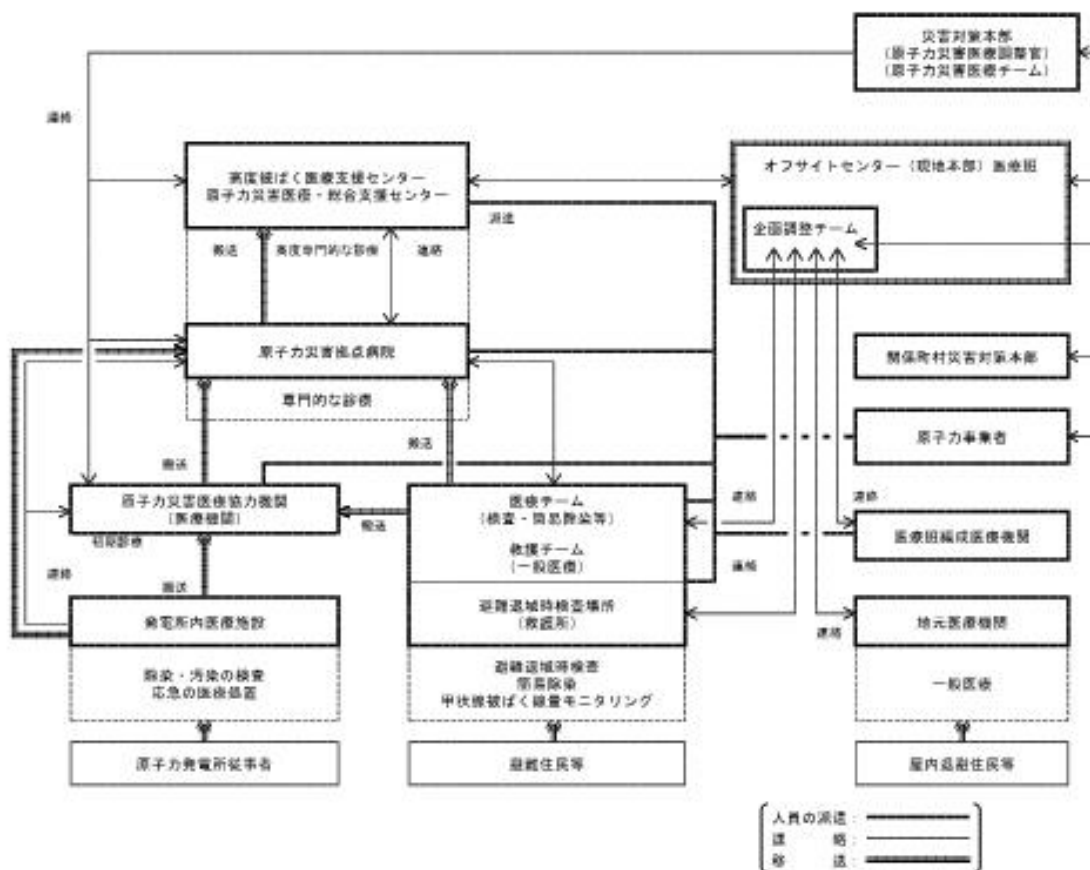 災害対策本部
(原子力災害医療調整官)
(原子力災害医療チーム)
連絡
高度被ばく医療支援センター
原子力災害医療・総合支援センター
オフサイトセンター(現地本部)医療班
企画調整チーム
派遣
搬送
高度専門的な診療
連絡
原子力災害拠点病院
専門的な診療
関係町村災害対策本部
原子力事業者
搬送
搬送
原子力災害医療協力機関
(医療機関)
初期診療
搬送
医療チーム
(検査・簡易除染等)
救援チーム
(一般医療)
避難退域時検査場所
(救護所)
連絡
連絡
連絡
医療班編成医療機関
連絡
搬送
発電所内医療施設
除染・汚染の検査
応急の医療処置
避難退域時検査
簡易除染
甲状腺被ばく線量モニタリング
連絡
地元医療機関
一般医療
原子力発電所従事者
避難住民等
屋内退避住民等
人員の派遣:
連 絡:
移 送: